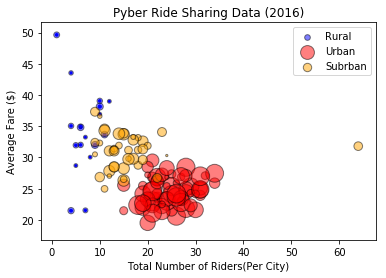 Pyber Ride Sharing Data (2016)
Rural
Urban
Subrban
Average Fare ($)
50
45
40
35
30
25
20
0
10
20
30
40
50
60
Total Number of Riders(Per City)